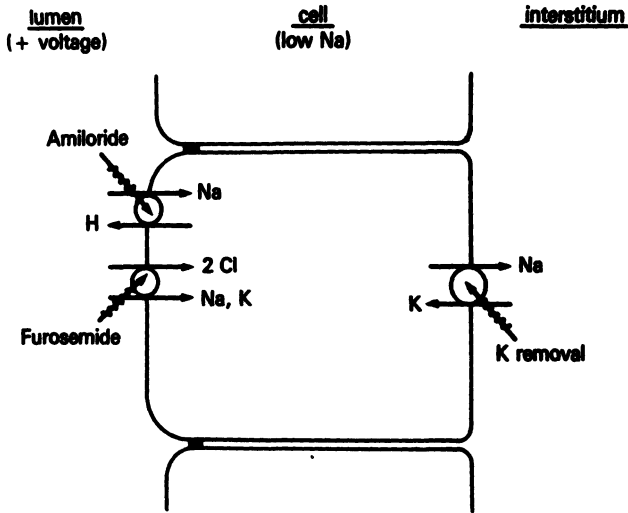 lumen
(+ voltage)
cell
(low Na)
interstitium
Amiloride
Na
H
2 Cl
Na, K
Furosemide
Na
K
K removal